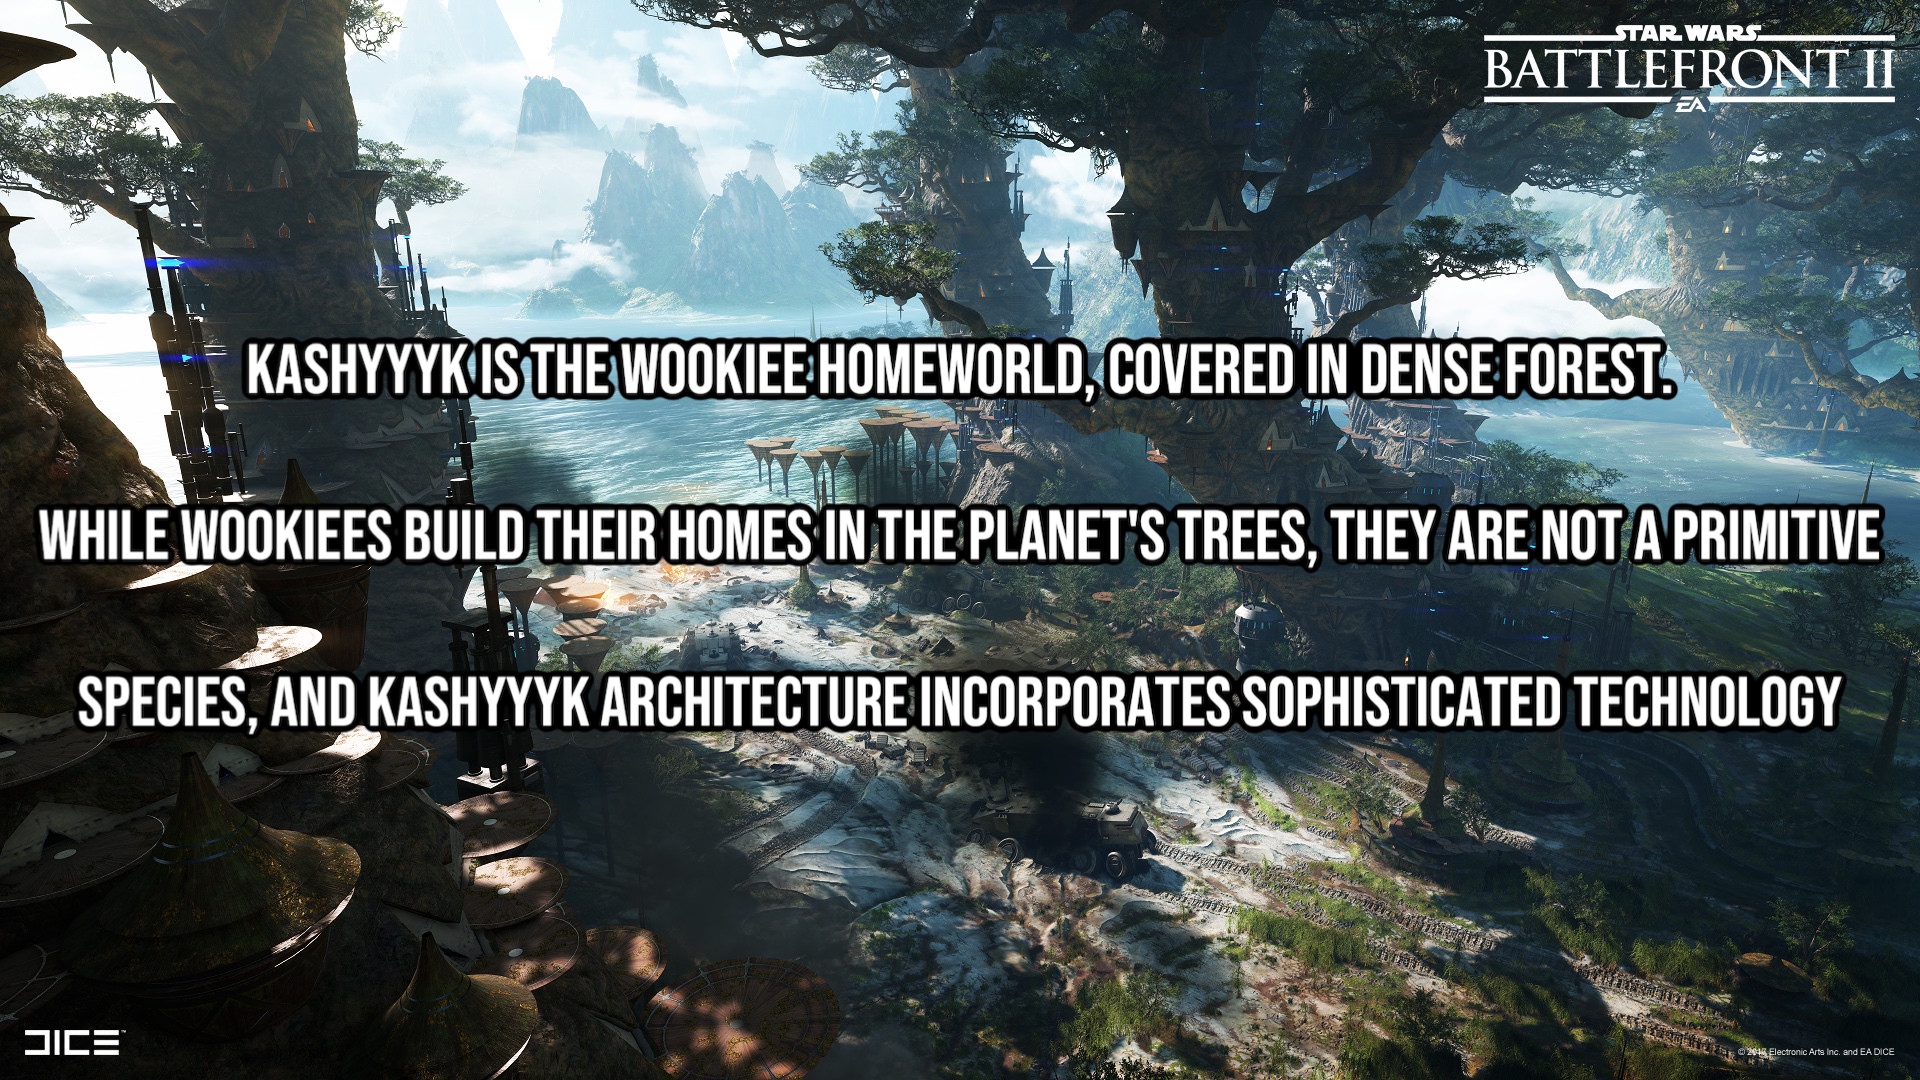 STAR WARS
BATTLEFRONT II
EA
KASHYYYK IS THE WOOKIEE HOMEWORLD, COVERED IN DENSE FOREST.
WHILE WOOKIEES BUILD THEIR HOMES IN THE PLANET'S TREES, THEY ARE NOT A PRIMITIVE
SPECIES, AND KASHYYYK ARCHITECTURE INCORPORATES SOPHISTICATED TECHNOLOGY
DICE™
© 2017 Electronic Arts Inc. and EA DICE